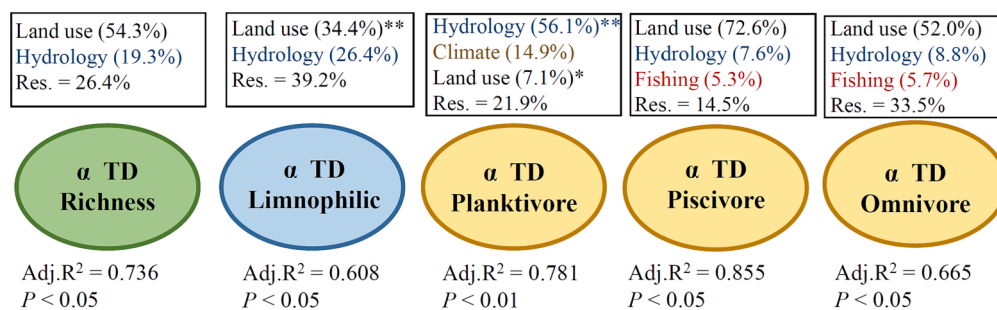 Land use (54.3%)
Hydrology (19.3%)
Res. = 26.4%
Land use (34.4%)**
Hydrology (26.4%)
Res. = 39.2%
Hydrology (56.1%)**
Climate (14.9%)
Land use (7.1%)*
Res. = 21.9%
Land use (72.6%)
Hydrology (7.6%)
Fishing (5.3%)
Res. = 14.5%
Land use (52.0%)
Hydrology (8.8%)
Fishing (5.7%)
Res. = 33.5%
α TD
Richness
α TD
Limnophilic
α TD
Planktivore
α TD
Piscivore
α TD
Omnivore
Adj.R² = 0.736
P < 0.05
Adj.R² = 0.608
P < 0.05
Adj.R² = 0.781
P < 0.01
Adj.R² = 0.855
P < 0.05
Adj.R² = 0.665
P < 0.05